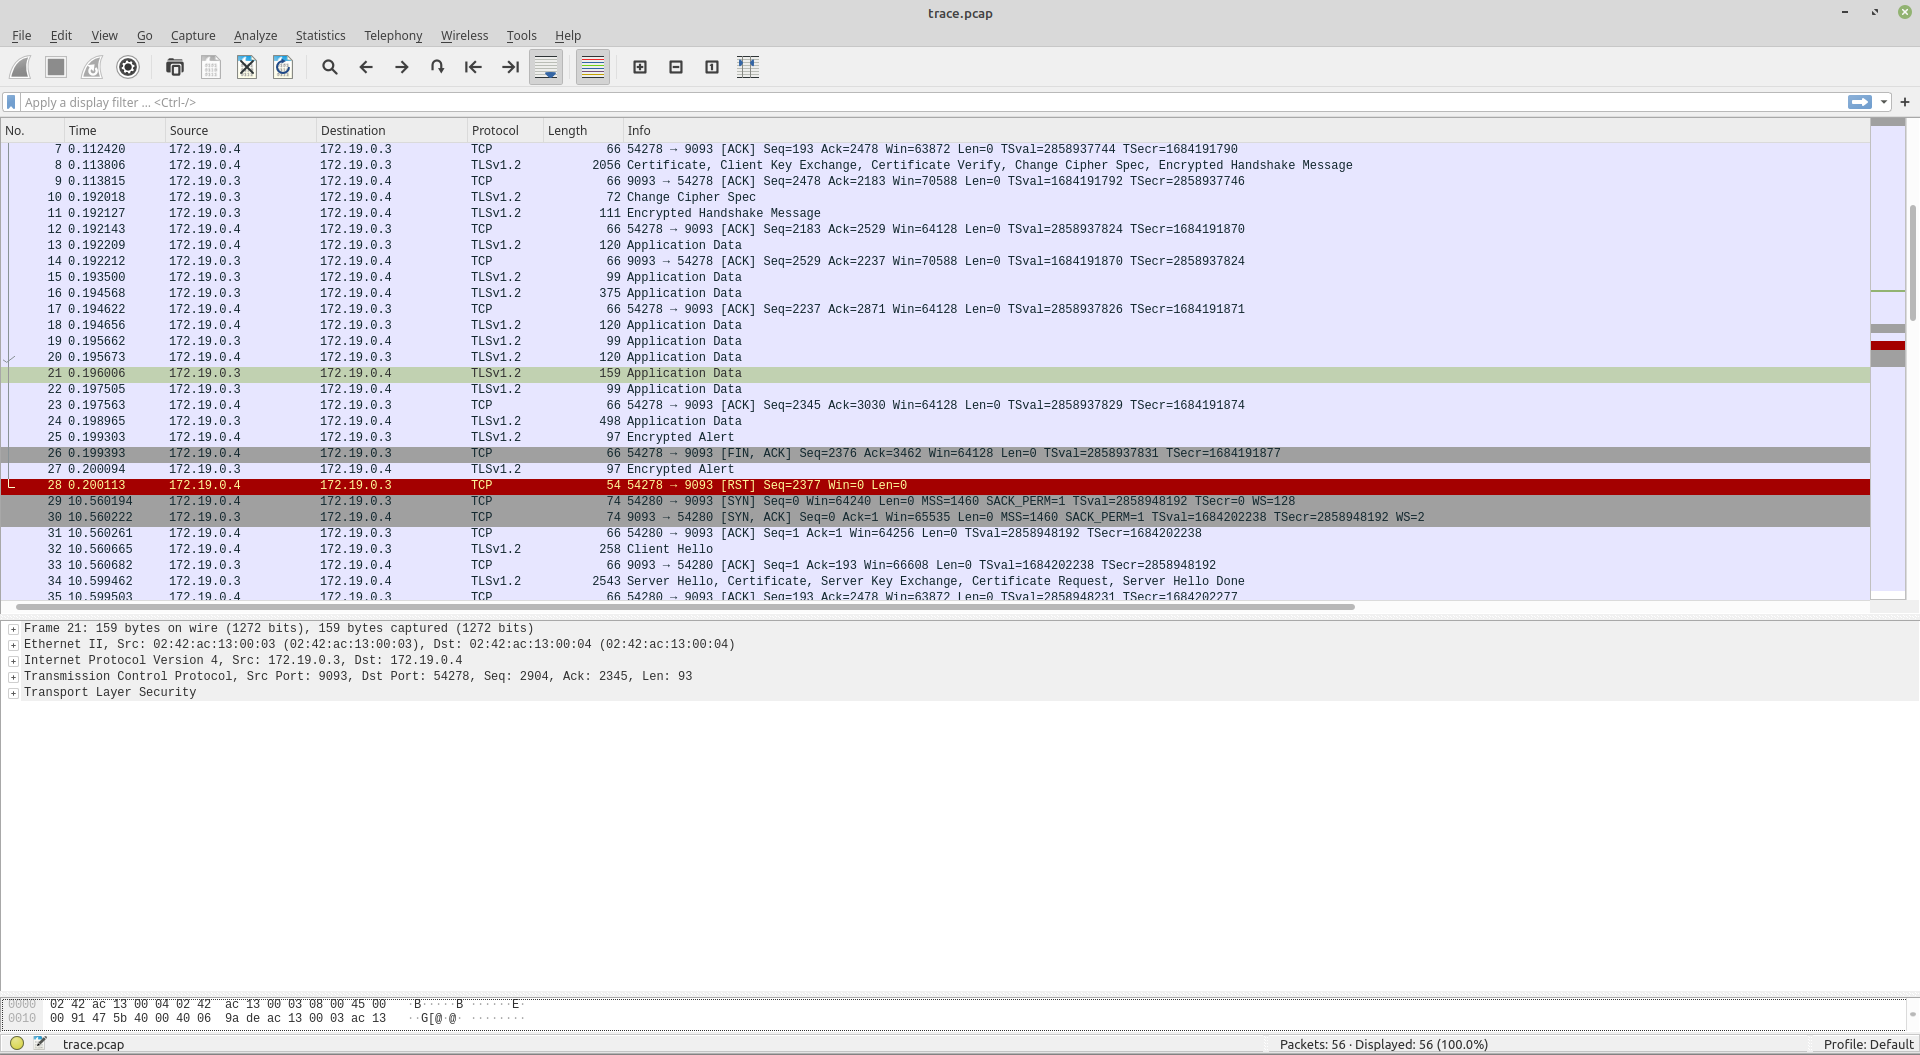 trace.pcap
File Edit View Go Capture Analyze Statistics Telephony Wireless Tools Help
Apply a display filter ... <Ctrl-/>
No. Time Source Destination Protocol Length Info
7 0.112420 172.19.0.4 172.19.0.3 TCP 66 54278 → 9093 [ACK] Seq=193 Ack=2478 Win=63872 Len=0 TSval=2858937744 TSecr=1684191790
8 0.113806 172.19.0.4 172.19.0.3 TLSv1.2 2056 Certificate, Client Key Exchange, Certificate Verify, Change Cipher Spec, Encrypted Handshake Message
9 0.113815 172.19.0.3 172.19.0.4 TCP 66 9093 → 54278 [ACK] Seq=2478 Ack=2183 Win=70588 Len=0 TSval=1684191792 TSecr=2858937746
10 0.192018 172.19.0.3 172.19.0.4 TLSv1.2 72 Change Cipher Spec
11 0.192127 172.19.0.3 172.19.0.4 TLSv1.2 111 Encrypted Handshake Message
12 0.192143 172.19.0.4 172.19.0.3 TCP 66 54278 → 9093 [ACK] Seq=2183 Ack=2529 Win=64128 Len=0 TSval=2858937824 TSecr=1684191870
13 0.192209 172.19.0.4 172.19.0.3 TLSv1.2 120 Application Data
14 0.192212 172.19.0.3 172.19.0.4 TCP 66 9093 → 54278 [ACK] Seq=2529 Ack=2237 Win=70588 Len=0 TSval=1684191870 TSecr=2858937824
15 0.193500 172.19.0.3 172.19.0.4 TLSv1.2 99 Application Data
16 0.194568 172.19.0.3 172.19.0.4 TLSv1.2 375 Application Data
17 0.194622 172.19.0.4 172.19.0.3 TCP 66 54278 → 9093 [ACK] Seq=2237 Ack=2871 Win=64128 Len=0 TSval=2858937826 TSecr=1684191871
18 0.194656 172.19.0.4 172.19.0.3 TLSv1.2 120 Application Data
19 0.195662 172.19.0.3 172.19.0.4 TLSv1.2 99 Application Data
20 0.195673 172.19.0.4 172.19.0.3 TLSv1.2 120 Application Data
21 0.196006 172.19.0.3 172.19.0.4 TLSv1.2 159 Application Data
22 0.197505 172.19.0.3 172.19.0.4 TLSv1.2 99 Application Data
23 0.197563 172.19.0.4 172.19.0.3 TCP 66 54278 → 9093 [ACK] Seq=2345 Ack=3030 Win=64128 Len=0 TSval=2858937829 TSecr=1684191874
24 0.198965 172.19.0.3 172.19.0.4 TLSv1.2 498 Application Data
25 0.199303 172.19.0.4 172.19.0.3 TLSv1.2 97 Encrypted Alert
26 0.199393 172.19.0.4 172.19.0.3 TCP 66 54278 → 9093 [FIN, ACK] Seq=2376 Ack=3462 Win=64128 Len=0 TSval=2858937831 TSecr=1684191877
27 0.200094 172.19.0.3 172.19.0.4 TLSv1.2 97 Encrypted Alert
28 0.200113 172.19.0.4 172.19.0.3 TCP 54 54278 → 9093 [RST] Seq=2377 Win=0 Len=0
29 10.560194 172.19.0.4 172.19.0.3 TCP 74 54280 → 9093 [SYN] Seq=0 Win=64240 Len=0 MSS=1460 SACK_PERM=1 TSval=2858948192 TSecr=0 WS=128
30 10.560222 172.19.0.3 172.19.0.4 TCP 74 9093 → 54280 [SYN, ACK] Seq=0 Ack=1 Win=65535 Len=0 MSS=1460 SACK_PERM=1 TSval=1684202238 TSecr=2858948192 WS=2
31 10.560261 172.19.0.4 172.19.0.3 TCP 66 54280 → 9093 [ACK] Seq=1 Ack=1 Win=64256 Len=0 TSval=2858948192 TSecr=1684202238
32 10.560665 172.19.0.4 172.19.0.3 TLSv1.2 258 Client Hello
33 10.560682 172.19.0.3 172.19.0.4 TCP 66 9093 → 54280 [ACK] Seq=1 Ack=193 Win=66608 Len=0 TSval=1684202238 TSecr=2858948192
34 10.599462 172.19.0.3 172.19.0.4 TLSv1.2 2543 Server Hello, Certificate, Server Key Exchange, Certificate Request, Server Hello Done
35 10.599503 172.19.0.4 172.19.0.3 TCP 66 54280 → 9093 [ACK] Seq=193 Ack=2478 Win=63872 Len=0 TSval=2858948231 TSecr=1684202277
Frame 21: 159 bytes on wire (1272 bits), 159 bytes captured (1272 bits)
Ethernet II, Src: 02:42:ac:13:00:03 (02:42:ac:13:00:03), Dst: 02:42:ac:13:00:04 (02:42:ac:13:00:04)
Internet Protocol Version 4, Src: 172.19.0.3, Dst: 172.19.0.4
Transmission Control Protocol, Src Port: 9093, Dst Port: 54278, Seq: 2904, Ack: 2345, Len: 93
Transport Layer Security
0000 02 42 ac 13 00 04 02 42 ac 13 00 03 08 00 45 00 ·B·····B ······E·
0010 00 91 47 5b 40 00 40 06 9a de ac 13 00 03 ac 13 ··G[@·@· ········
trace.pcap Packets: 56 · Displayed: 56 (100.0%) Profile: Default